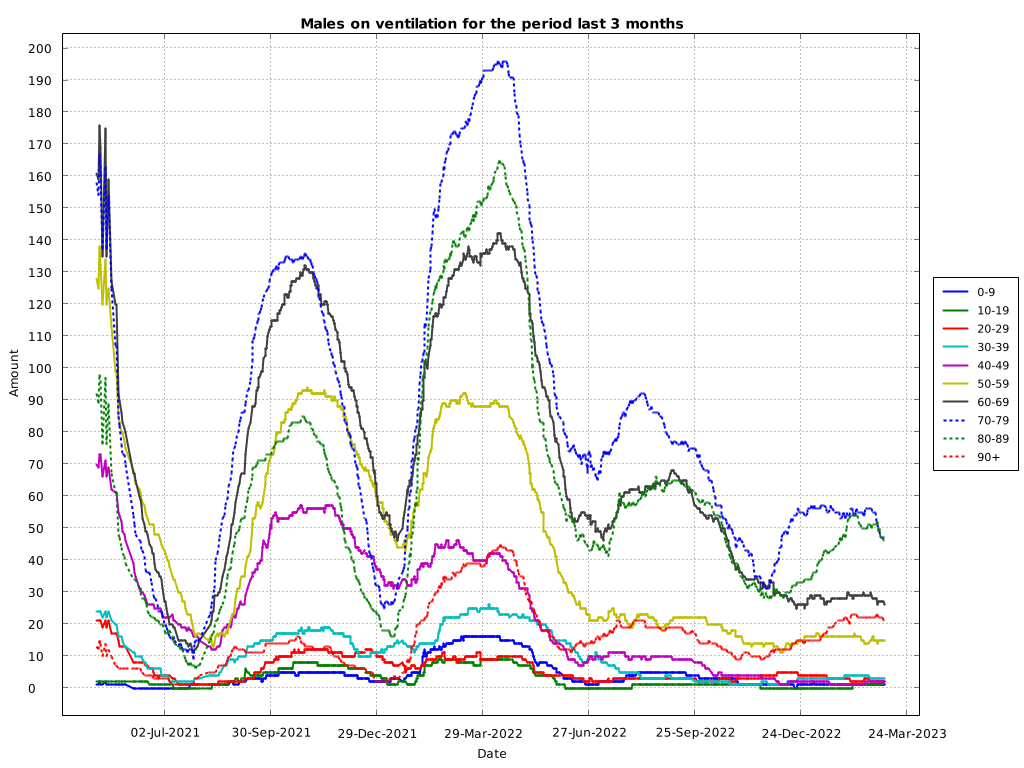 Males on ventilation for the period last 3 months
200
190
180
170
160
150
140
130
120
110
100
90
80
70
60
50
40
30
20
10
0
Amount
02-Jul-2021
30-Sep-2021
29-Dec-2021
29-Mar-2022
27-Jun-2022
25-Sep-2022
24-Dec-2022
24-Mar-2023
Date
0-9
10-19
20-29
30-39
40-49
50-59
60-69
70-79
80-89
90+